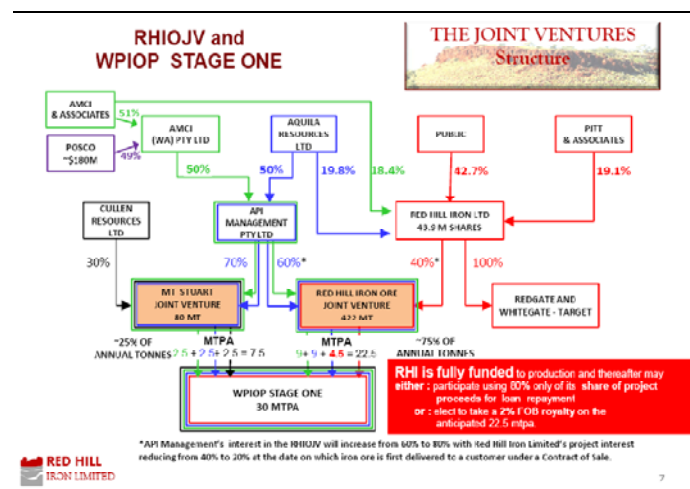 RHIOJV and
WPIOP STAGE ONE
THE JOINT VENTURES
Structure
AMCI
& ASSOCIATES
51%
POSCO
~$180M
49%
AMCI
(WA) PTY LTD
AQUILA
RESOURCES
LTD
PUBLIC
PITT
& ASSOCIATES
50%
50%
19.8%
18.4%
42.7%
19.1%
CULLEN
RESOURCES
LTD
API
MANAGEMENT
PTY LTD
RED HILL IRON LTD
SHARES
30%
70%
60%*
40%*
100%
MT STUART
JOINT VENTURE
80 MT
RED HILL IRON ORE
JOINT VENTURE
422 MT
REDGATE AND
WHITEGATE - TARGET
~25% OF
ANNUAL TONNES
MTPA
2.5 + 2.5+ 2.5 = 7.5
MTPA
9+ 9 + 4.5 = 22.5
~75% OF
ANNUAL TONNES
WPIOP STAGE ONE
30 MTPA
RHI is fully funded to production and thereafter may
either : participate using 80% only of its share of project
proceeds for loan repayment
or : elect to take a 2% FOB royalty on the
anticipated 22.5 mtpa.
*API Management's interest in the RHIOJV will increase from 60% to 80% with Red Hill Iron Limited's project interest
reducing from 40% to 20% at the date on which iron ore is first delivered to a customer under a Contract of Sale.
RED HILL
IRON LIMITED
7